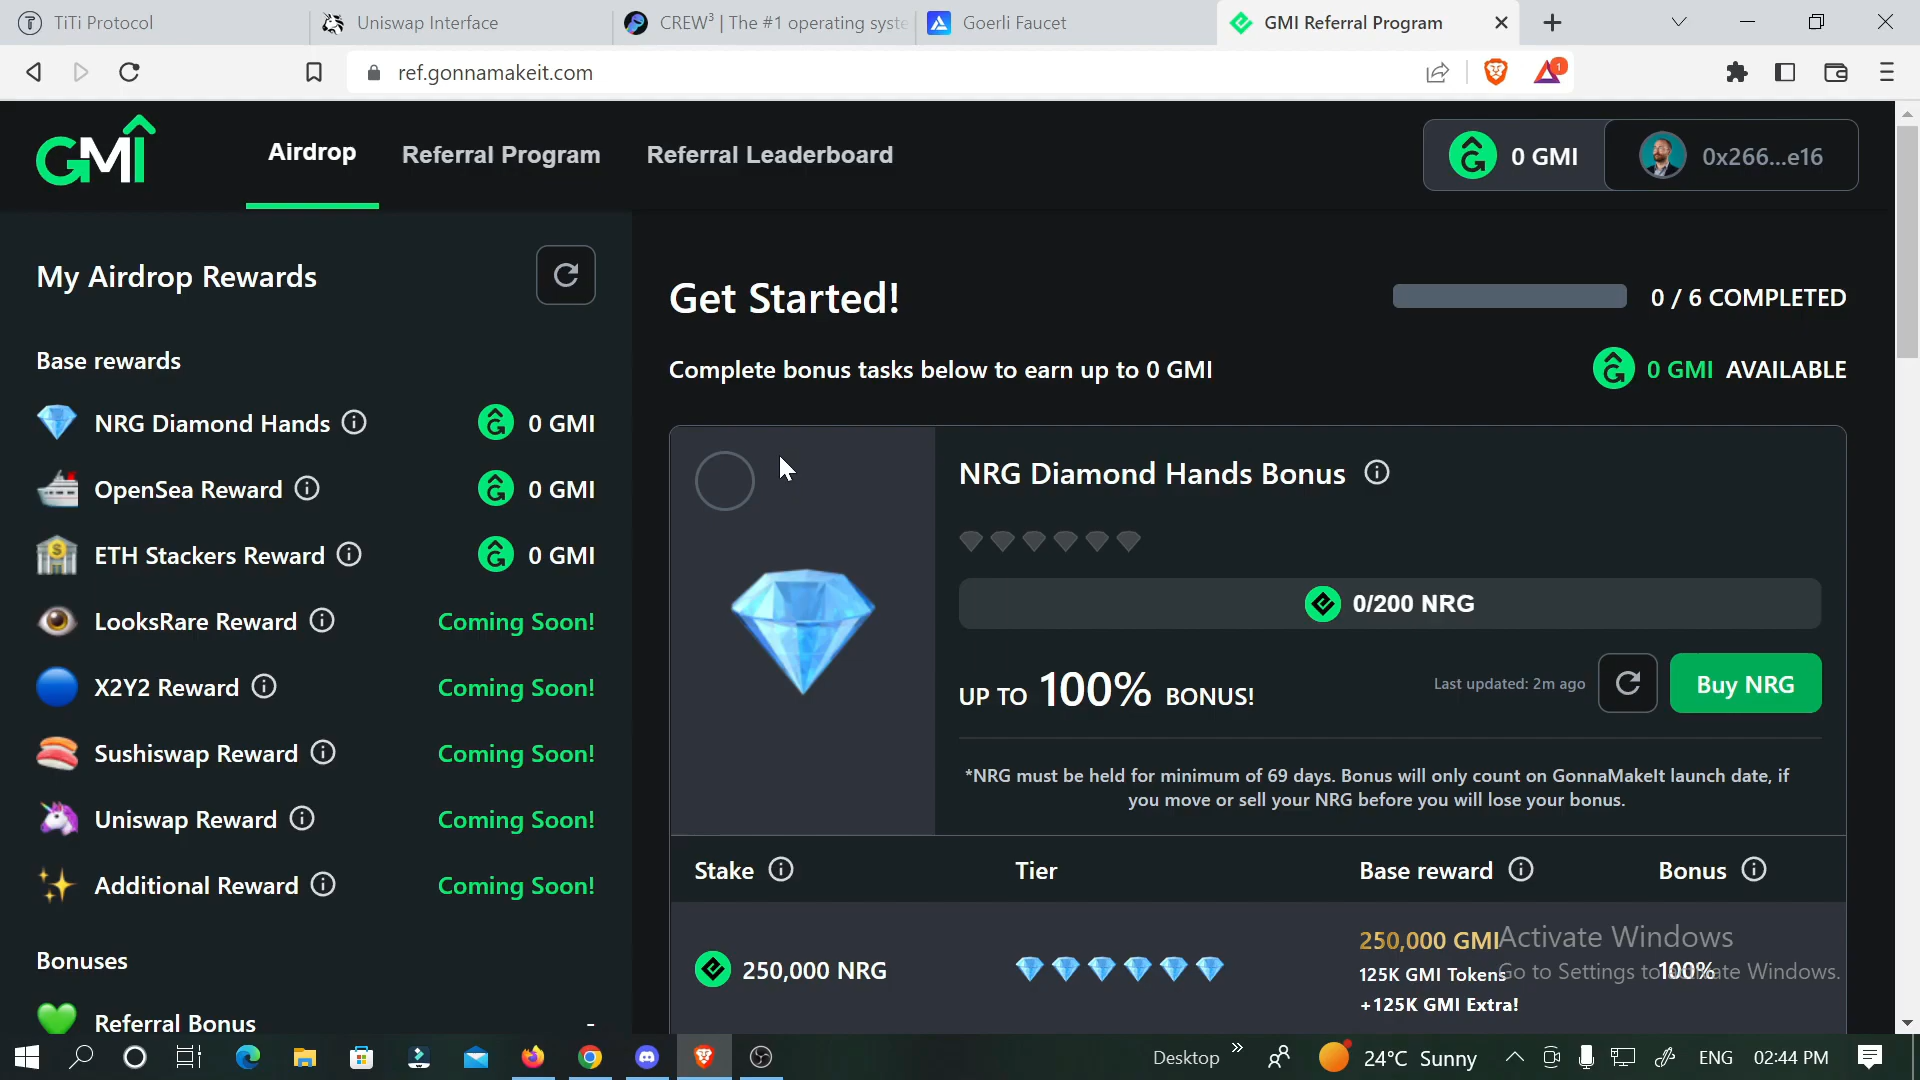 TiTi Protocol
Uniswap Interface
CREW³ | The #1 operating syste
Goerli Faucet
GMI Referral Program
ref.gonnamakeit.com
1
GMI
Airdrop
Referral Program
Referral Leaderboard
0 GMI
0x266...e16
My Airdrop Rewards
Base rewards
NRG Diamond Hands
0 GMI
OpenSea Reward
0 GMI
ETH Stackers Reward
0 GMI
LooksRare Reward
Coming Soon!
X2Y2 Reward
Coming Soon!
Sushiswap Reward
Coming Soon!
Uniswap Reward
Coming Soon!
Additional Reward
Coming Soon!
Bonuses
Referral Bonus
-
Get Started!
0 / 6 COMPLETED
Complete bonus tasks below to earn up to 0 GMI
0 GMI AVAILABLE
NRG Diamond Hands Bonus
0/200 NRG
UP TO 100% BONUS!
Last updated: 2m ago
Buy NRG
*NRG must be held for minimum of 69 days. Bonus will only count on GonnaMakeIt launch date, if
you move or sell your NRG before you will lose your bonus.
Stake
Tier
Base reward
Bonus
250,000 NRG
250,000 GMI
125K GMI Tokens
+125K GMI Extra!
100%
Activate Windows
Go to Settings to activate Windows.
Desktop
24°C Sunny
ENG
02:44 PM